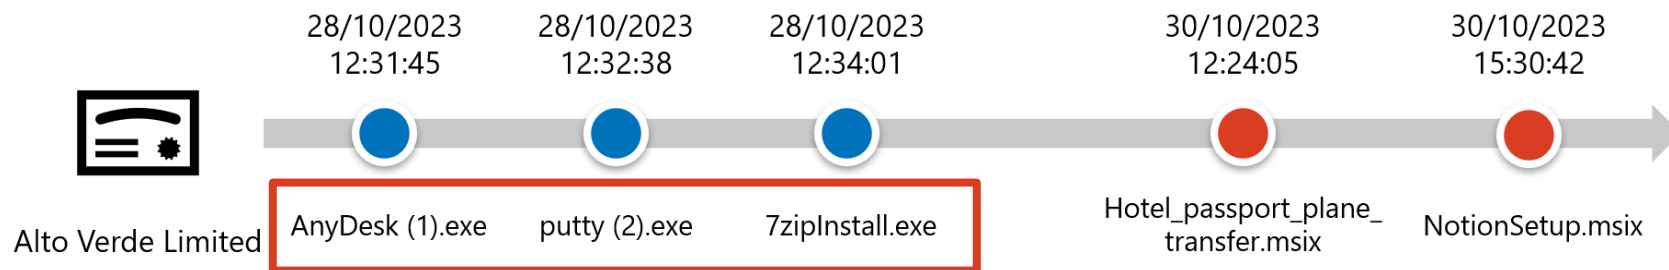 28/10/2023
12:31:45
28/10/2023
12:32:38
28/10/2023
12:34:01
30/10/2023
12:24:05
30/10/2023
15:30:42
Alto Verde Limited
AnyDesk (1).exe
putty (2).exe
7zipInstall.exe
Hotel_passport_plane_
transfer.msix
NotionSetup.msix